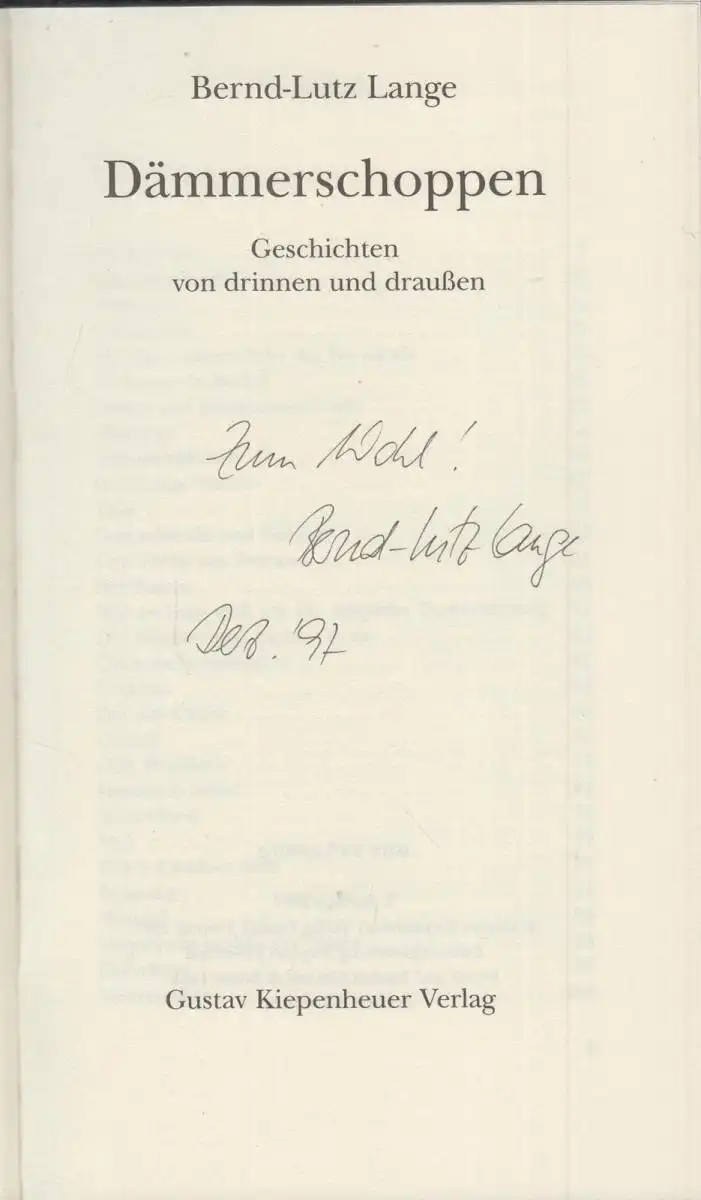 Bernd-Lutz Lange
Dämmerschoppen
Geschichten
von drinnen und draußen
Zum Wohl!
Bernd-Lutz Lange
Dez. '97
Gustav Kiepenheuer Verlag